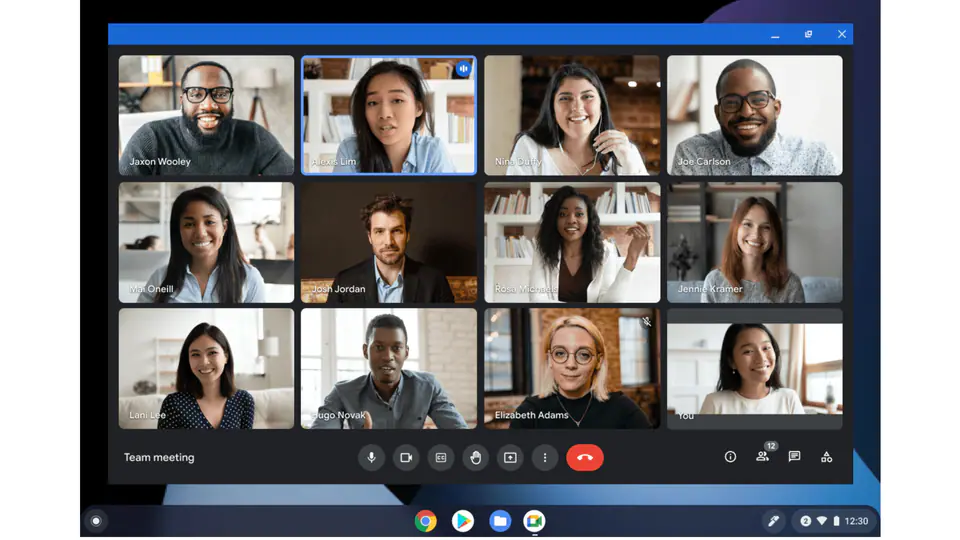 Jaxon Wooley
Alexis Lim
Nina Duffy
Joe Carlson
Mai Oneill
Josh Jordan
Rosa Michaels
Jennie Kramer
Lani Lee
Hugo Novak
Elizabeth Adams
You
Team meeting
CC
12
2
12:30